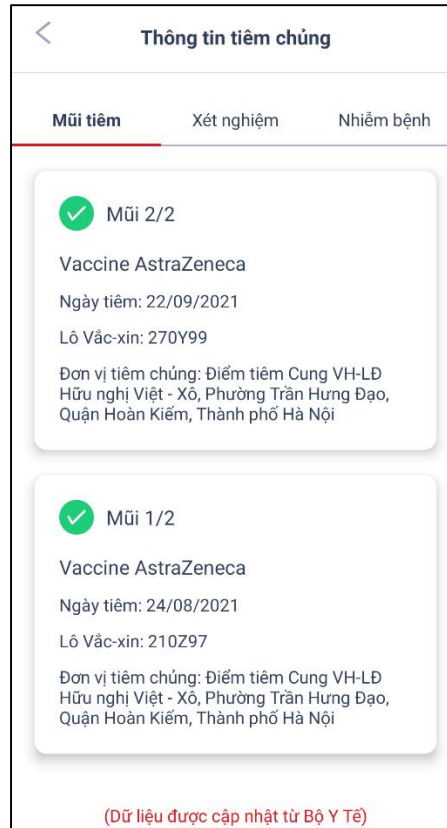 Thông tin tiêm chủng
Mũi tiêm Xét nghiệm Nhiễm bệnh
Mũi 2/2
Vaccine AstraZeneca
Ngày tiêm: 22/09/2021
Lô Vắc-xin: 270Y99
Đơn vị tiêm chủng: Điểm tiêm Cung VH-LĐ
Hữu nghị Việt - Xô, Phường Trần Hưng Đạo,
Quận Hoàn Kiếm, Thành phố Hà Nội
Mũi 1/2
Vaccine AstraZeneca
Ngày tiêm: 24/08/2021
Lô Vắc-xin: 210Z97
Đơn vị tiêm chủng: Điểm tiêm Cung VH-LĐ
Hữu nghị Việt - Xô, Phường Trần Hưng Đạo,
Quận Hoàn Kiếm, Thành phố Hà Nội
(Dữ liệu được cập nhật từ Bộ Y Tế)